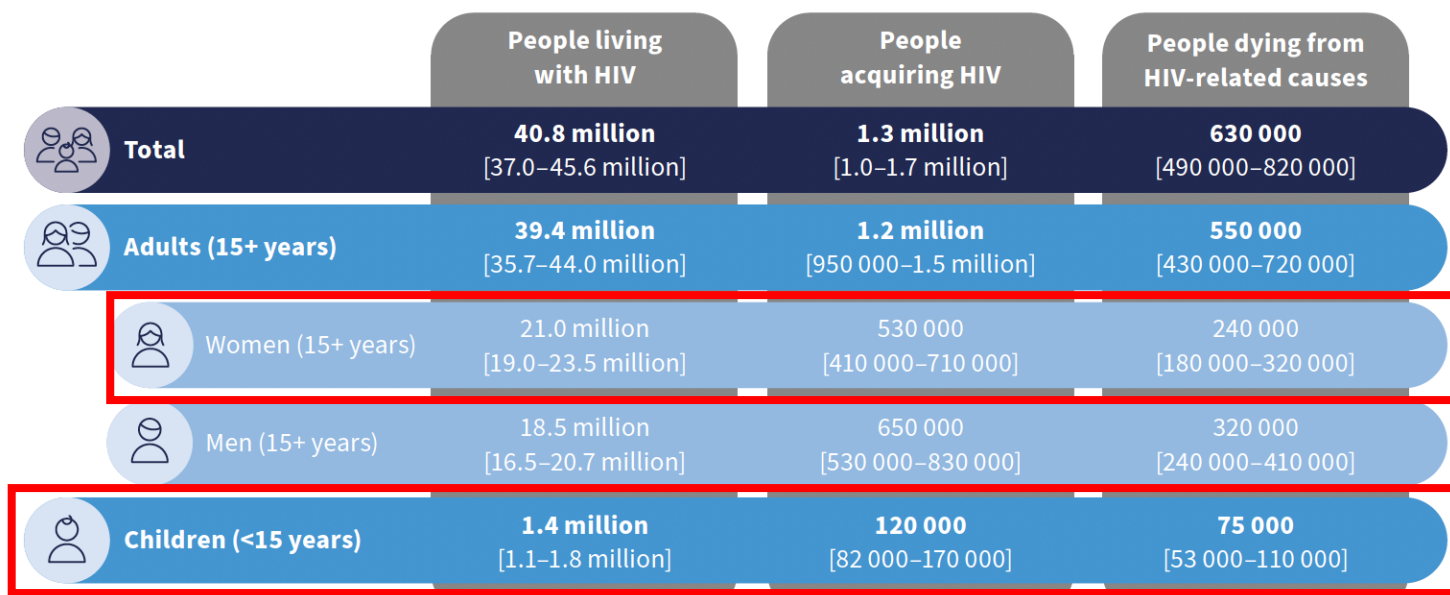 People living
with HIV
People
acquiring HIV
People dying from
HIV-related causes
Total
40.8 million
[37.0–45.6 million]
1.3 million
[1.0–1.7 million]
630 000
[490 000–820 000]
Adults (15+ years)
39.4 million
[35.7–44.0 million]
1.2 million
[950 000–1.5 million]
550 000
[430 000–720 000]
Women (15+ years)
21.0 million
[19.0–23.5 million]
530 000
[410 000–710 000]
240 000
[180 000–320 000]
Men (15+ years)
18.5 million
[16.5–20.7 million]
650 000
[530 000–830 000]
320 000
[240 000–410 000]
Children (<15 years)
1.4 million
[1.1–1.8 million]
120 000
[82 000–170 000]
75 000
[53 000–110 000]